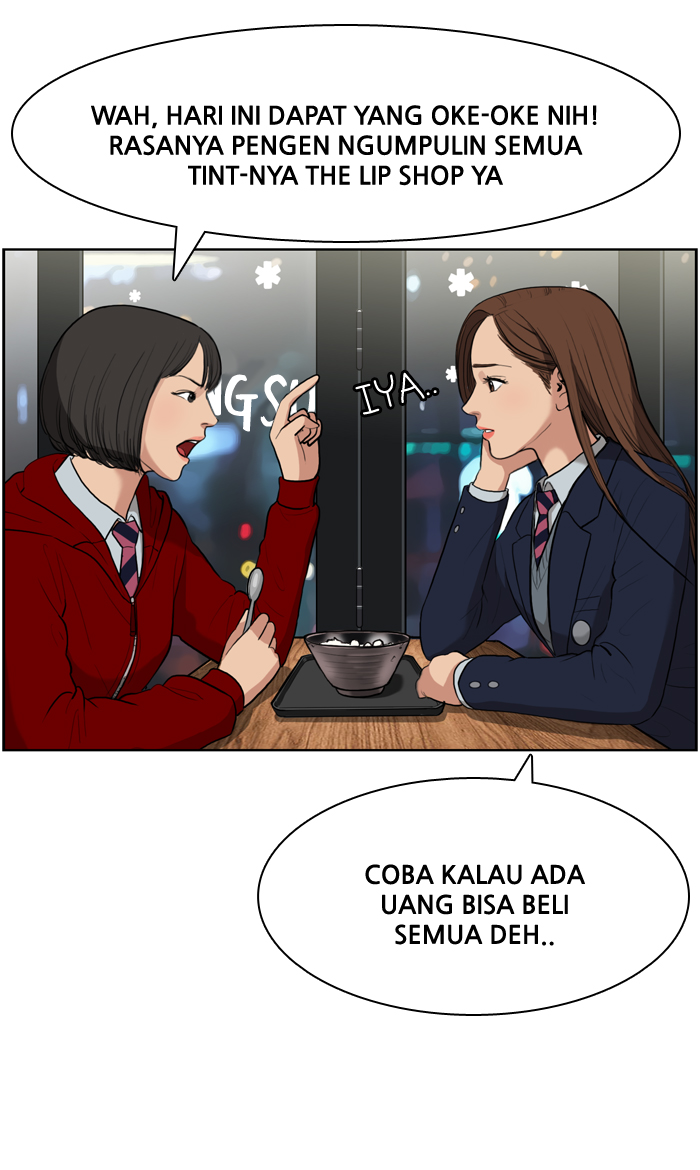 WAH, HARI INI DAPAT YANG OKE-OKE NIH!
RASANYA PENGEN NGUMPULIN SEMUA
TINT-NYA THE LIP SHOP YA
NGSU
IYA..
COBA KALAU ADA
UANG BISA BELI
SEMUA DEH..